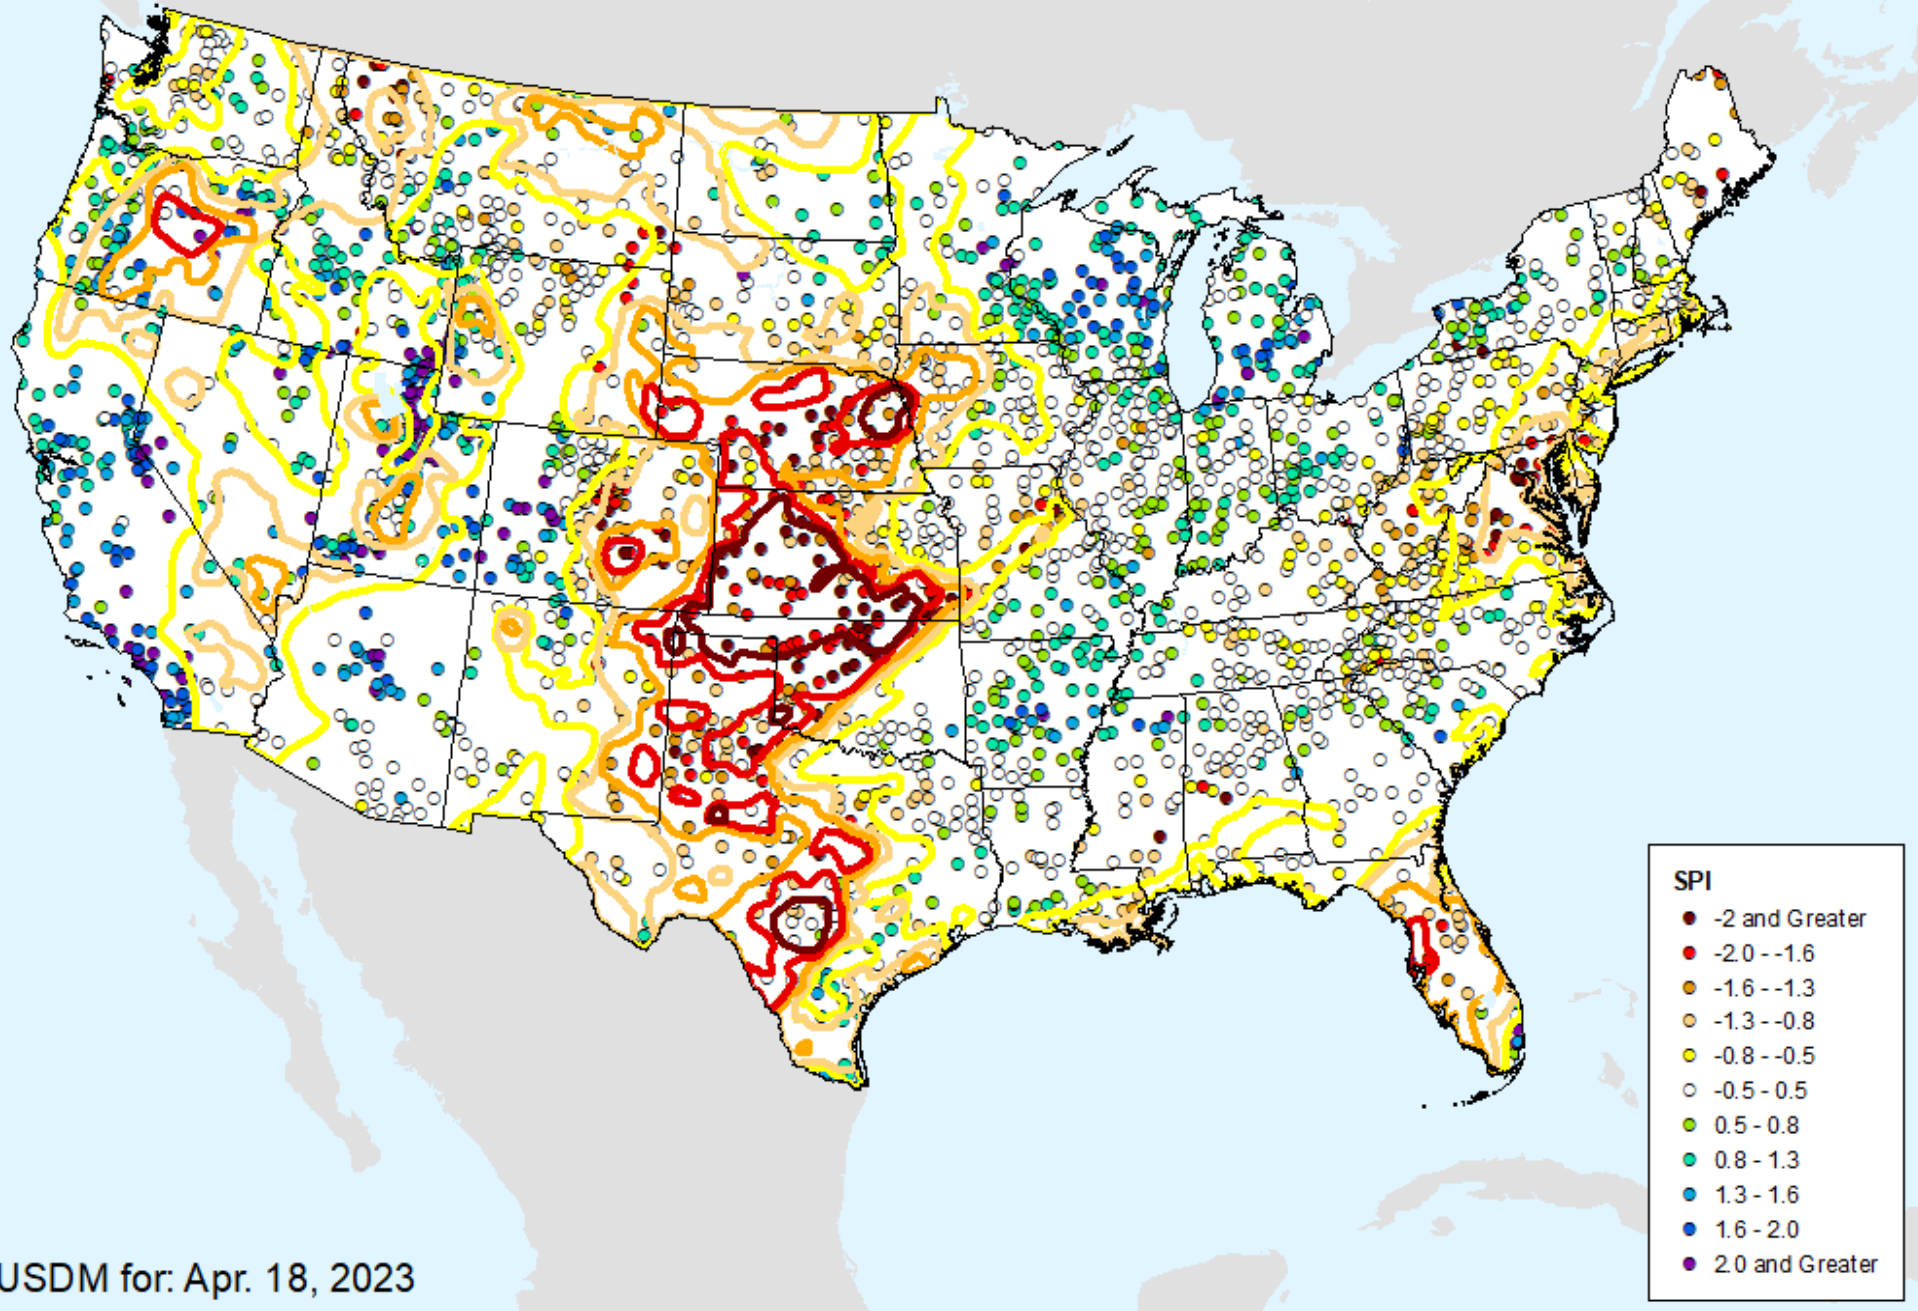 SPI
-2 and Greater
-2.0 - -1.6
-1.6 - -1.3
-1.3 - -0.8
-0.8 - -0.5
-0.5 - 0.5
0.5 - 0.8
0.8 - 1.3
1.3 - 1.6
1.6 - 2.0
2.0 and Greater
USDM for: Apr. 18, 2023